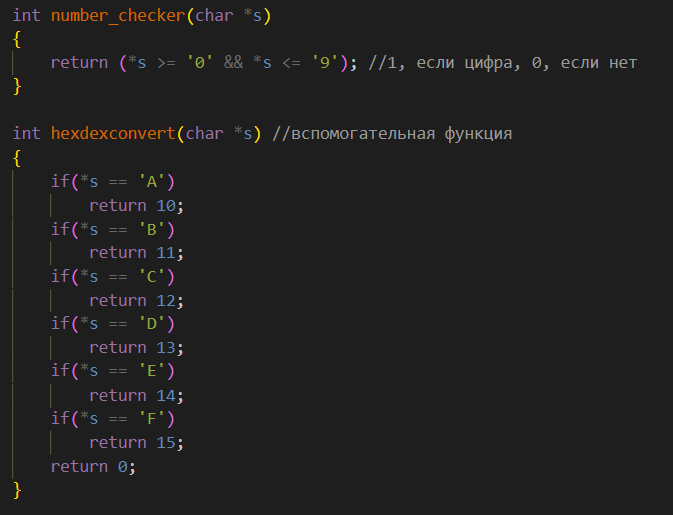 int number_checker(char *s)
{
    return (*s >= '0' && *s <= '9'); //1, если цифра, 0, если нет
}

int hexdexconvert(char *s) //вспомогательная функция
{
    if(*s == 'A')
        return 10;
    if(*s == 'B')
        return 11;
    if(*s == 'C')
        return 12;
    if(*s == 'D')
        return 13;
    if(*s == 'E')
        return 14;
    if(*s == 'F')
        return 15;
    return 0;
}